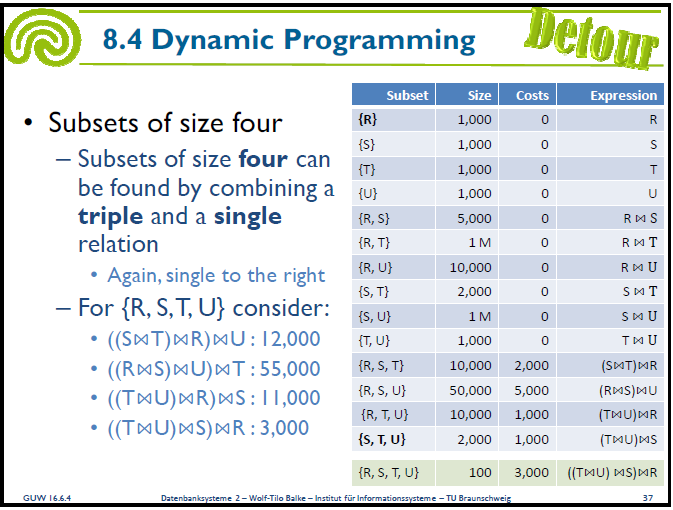 8.4 Dynamic Programming
Detour
• Subsets of size four
– Subsets of size four can
be found by combining a
triple and a single
relation
• Again, single to the right
– For {R, S,T, U} consider:
• ((S⋈T)⋈R)⋈U : 12,000
• ((R⋈S)⋈U)⋈T : 55,000
• ((T⋈U)⋈R)⋈S : 11,000
• ((T⋈U)⋈S)⋈R : 3,000
Subset Size Costs Expression
{R} 1,000 0 R
{S} 1,000 0 S
{T} 1,000 0 T
{U} 1,000 0 U
{R, S} 5,000 0 R ⋈ S
{R, T} 1 M 0 R ⋈ T
{R, U} 10,000 0 R ⋈ U
{S, T} 2,000 0 S ⋈ T
{S, U} 1 M 0 S ⋈ U
{T, U} 1,000 0 T ⋈ U
{R, S, T} 10,000 2,000 (S⋈T)⋈R
{R, S, U} 50,000 5,000 (R⋈S)⋈U
{R, T, U} 10,000 1,000 (T⋈U)⋈R
{S, T, U} 2,000 1,000 (T⋈U)⋈S
{R, S, T, U} 100 3,000 ((T⋈U) ⋈S)⋈R
GUW 16.6.4 Datenbanksysteme 2 – Wolf-Tilo Balke – Institut für Informationssysteme – TU Braunschweig 37